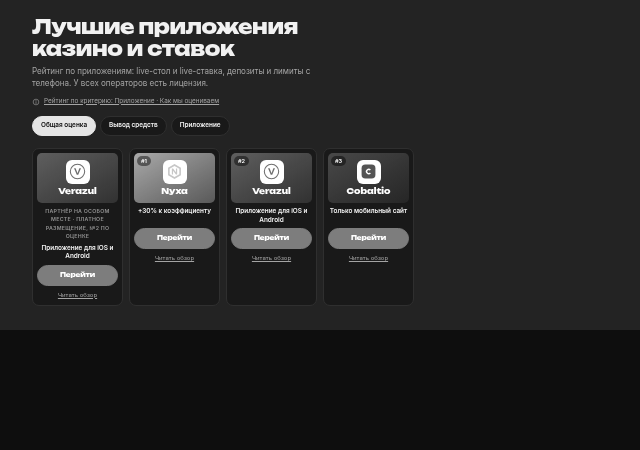 Лучшие приложения
казино и ставок
Рейтинг по приложениям: live-стол и live-ставка, депозиты и лимиты с
телефона. У всех операторов есть лицензия.
Рейтинг по критерию: Приложение · Как мы оцениваем
Общая оценка
Вывод средств
Приложение
Verazul
ПАРТНЁР НА ОСОБОМ
МЕСТЕ · ПЛАТНОЕ
РАЗМЕЩЕНИЕ, №2 ПО
ОЦЕНКЕ
Приложение для iOS и
Android
Перейти
Читать обзор
#1
Nyxa
+30% к коэффициенту
Перейти
Читать обзор
#2
Verazul
Приложение для iOS и
Android
Перейти
Читать обзор
#3
Cobaltio
Только мобильный сайт
Перейти
Читать обзор